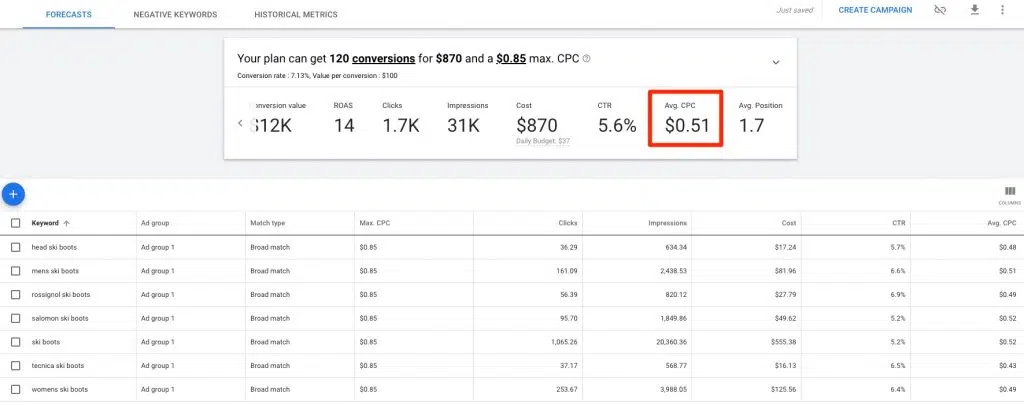 FORECASTS NEGATIVE KEYWORDS HISTORICAL METRICS Just saved CREATE CAMPAIGN
Your plan can get 120 conversions for $870 and a $0.85 max. CPC
Conversion rate : 7.13%, Value per conversion : $100
value ROAS Clicks Impressions Cost CTR Avg. CPC Avg. Position
14 1.7K 31K $870 5.6% $0.51 1.7
Daily Budget: $37
COLUMNS
Keyword Ad group Match type Max. CPC Clicks Impressions Cost CTR Avg. CPC
head ski boots Ad group 1 Broad match $0.85 36.29 634.34 $17.24 5.7% $0.48
mens ski boots Ad group 1 Broad match $0.85 161.09 2,438.53 $81.96 6.6% $0.51
rossignol ski boots Ad group 1 Broad match $0.85 56.39 820.12 $27.79 6.9% $0.49
salomon ski boots Ad group 1 Broad match $0.85 95.70 1,849.86 $49.62 5.2% $0.52
ski boots Ad group 1 Broad match $0.85 1,065.26 20,360.36 $555.38 5.2% $0.52
tecnica ski boots Ad group 1 Broad match $0.85 37.17 568.77 $16.13 6.5% $0.43
womens ski boots Ad group 1 Broad match $0.85 253.67 3,988.05 $125.56 6.4% $0.49